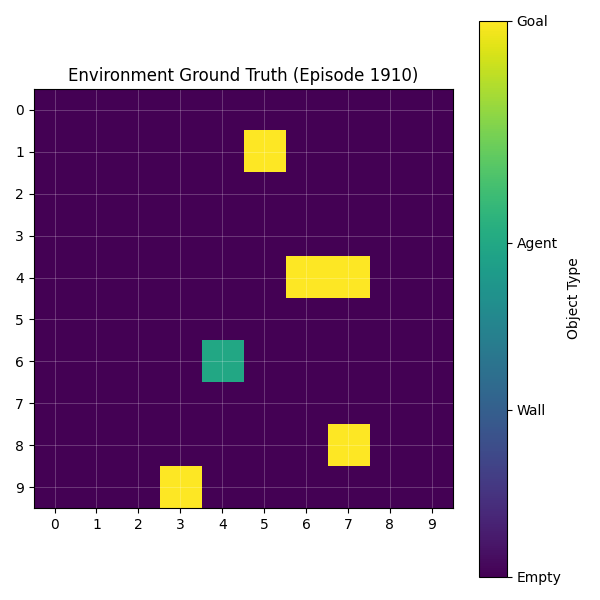 Environment Ground Truth (Episode 1910)
Goal
Agent
Wall
Empty
Object Type
0
1
2
3
4
5
6
7
8
9
0 1 2 3 4 5 6 7 8 9